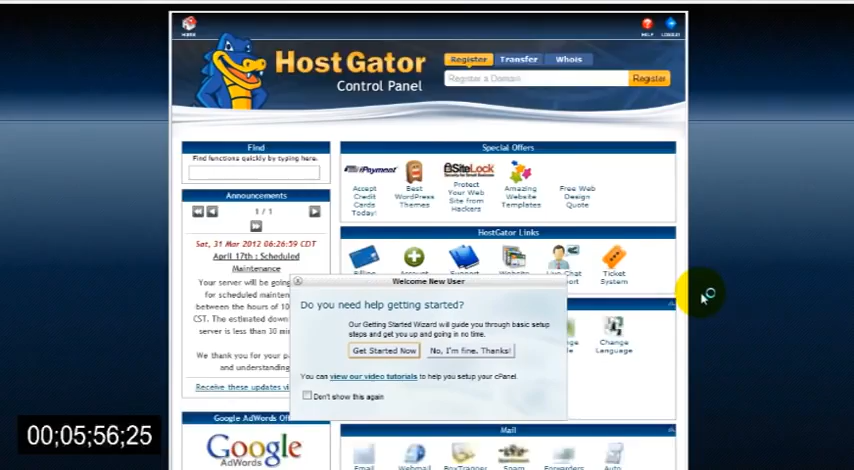 HOME
HELP
LOGOUT
HostGator
Control Panel
Register
Transfer
Whois
Register a Domain
Register
Find
Find functions quickly by typing here.
Announcements
1 / 1
Sat, 31 Mar 2012 06:26:59 CDT
April 17th : Scheduled
Maintenance
Your server will be going
for scheduled mainten
between the hours of 10
CST. The estimated down
server is less than 30 min
We thank you for your pa
and understanding
Receive these updates vi
Google AdWords Of
Google
AdWords
Special Offers
iPayment
SiteLock
Accept
Credit
Cards
Today!
Best
WordPress
Themes
Protect
Your Web
Site from
Hackers
Amazing
Website
Templates
Free Web
Design
Quote
HostGator Links
Ticket
System
Change
Language
Welcome New User
Do you need help getting started?
Our Getting Started Wizard will guide you through basic setup
steps and get you up and going in no time.
Get Started Now
No, I'm fine, Thanks!
You can view our video tutorials to help you setup your cPanel.
Don't show this again
Mail
Email
Webmail
BoxTrapper
Spam
Forwarders
Auto
00;05;56;25